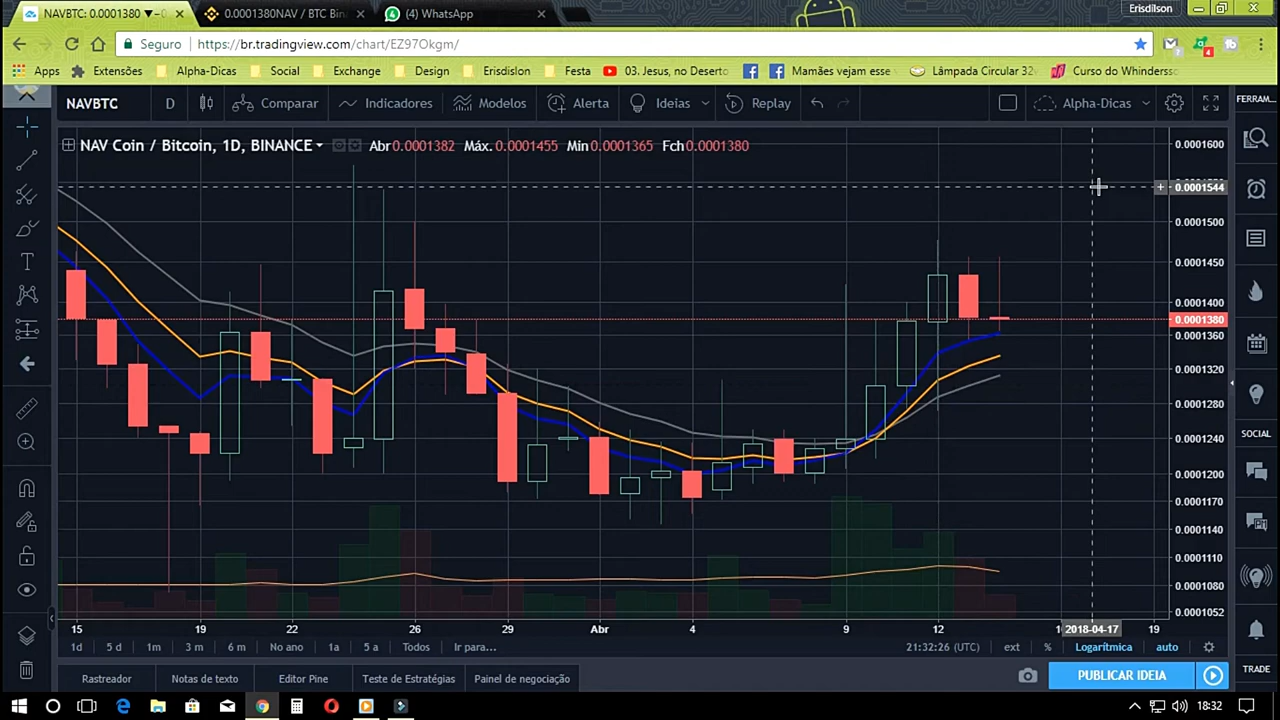 NAVBTC: 0.0001380 ▼−0
0.0001380NAV / BTC Bin
(4) WhatsApp
Erisdilson
Seguro
https://br.tradingview.com/chart/EZ97Okgm/
Apps
Extensões
Alpha-Dicas
Social
Exchange
Design
Erisdislon
Festa
03. Jesus, no Deserto
Mamães vejam esse
Lâmpada Circular 32
Curso do Whinderss
NAVBTC
D
Comparar
Indicadores
Modelos
Alerta
Ideias
Replay
Alpha-Dicas
FERRAM..
NAV Coin / Bitcoin, 1D, BINANCE
Abr0.0001382 Máx. 0.0001455 Min0.0001365 Fch0.0001380
0.0001600
0.0001544
0.0001500
0.0001450
0.0001400
0.0001380
0.0001360
0.0001320
0.0001280
0.0001240
0.0001200
0.0001170
0.0001140
0.0001110
0.0001080
0.0001052
SOCIAL
15 19 22 26 29 Abr 4 9 12 2018-04-17 19
1d 5 d 1m 3 m 6 m No ano 1a 5 a Todos Ir para...
21:32:26 (UTC) ext % Logarítmica auto
Rastreador
Notas de texto
Editor Pine
Teste de Estratégias
Painel de negociação
PUBLICAR IDEIA
TRADE
18:32